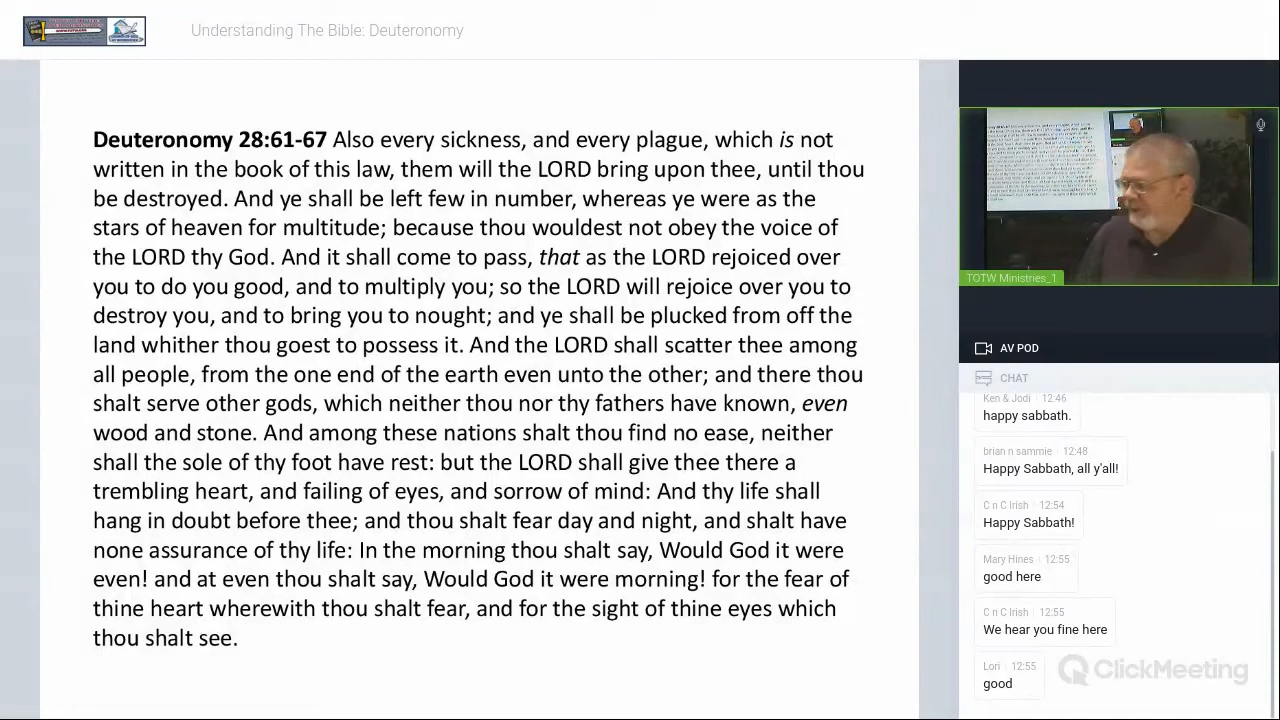 Understanding The Bible: Deuteronomy
Deuteronomy 28:61-67 Also every sickness, and every plague, which is not
written in the book of this law, them will the LORD bring upon thee, until thou
be destroyed. And ye shall be left few in number, whereas ye were as the
stars of heaven for multitude; because thou wouldest not obey the voice of
the LORD thy God. And it shall come to pass, that as the LORD rejoiced over
you to do you good, and to multiply you; so the LORD will rejoice over you to
destroy you, and to bring you to nought; and ye shall be plucked from off the
land whither thou goest to possess it. And the LORD shall scatter thee among
all people, from the one end of the earth even unto the other; and there thou
shalt serve other gods, which neither thou nor thy fathers have known, even
wood and stone. And among these nations shalt thou find no ease, neither
shall the sole of thy foot have rest: but the LORD shall give thee there a
trembling heart, and failing of eyes, and sorrow of mind: And thy life shall
hang in doubt before thee; and thou shalt fear day and night, and shalt have
none assurance of thy life: In the morning thou shalt say, Would God it were
even! and at even thou shalt say, Would God it were morning! for the fear of
thine heart wherewith thou shalt fear, and for the sight of thine eyes which
thou shalt see.
TOTW Ministries_1
AV POD
CHAT
Ken & Jodi 12:46
happy sabbath.
brian n sammie 12:48
Happy Sabbath, all y'all!
C n C Irish 12:54
Happy Sabbath!
Mary Hines 12:55
good here
C n C Irish 12:55
We hear you fine here
Lori 12:55
good
ClickMeeting